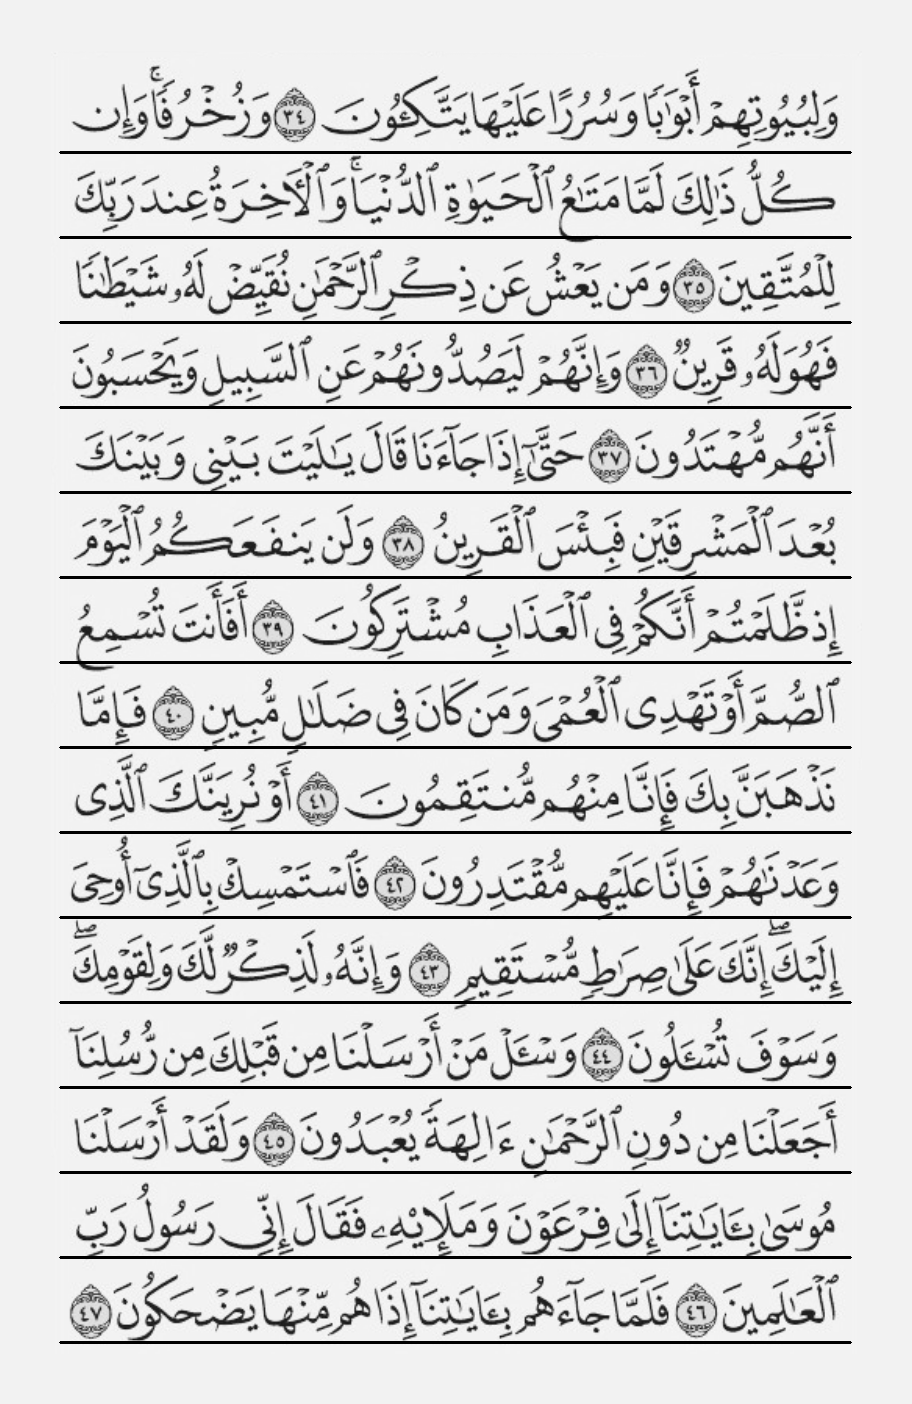 وَلِبُيُوتِهِمْ أَبْوَٰبًا وَسُرُرًا عَلَيْهَا يَتَّكِـُٔونَ ٣٤ وَزُخْرُفًا ۚ وَإِن
كُلُّ ذَٰلِكَ لَمَّا مَتَـٰعُ ٱلْحَيَوٰةِ ٱلدُّنْيَا ۚ وَٱلْـَٔاخِرَةُ عِندَ رَبِّكَ
لِلْمُتَّقِينَ ٣٥ وَمَن يَعْشُ عَن ذِكْرِ ٱلرَّحْمَـٰنِ نُقَيِّضْ لَهُۥ شَيْطَـٰنًا
فَهُوَ لَهُۥ قَرِينٌ ٣٦ وَإِنَّهُمْ لَيَصُدُّونَهُمْ عَنِ ٱلسَّبِيلِ وَيَحْسَبُونَ
أَنَّهُم مُّهْتَدُونَ ٣٧ حَتَّىٰٓ إِذَا جَآءَنَا قَالَ يَـٰلَيْتَ بَيْنِى وَبَيْنَكَ
بُعْدَ ٱلْمَشْرِقَيْنِ فَبِئْسَ ٱلْقَرِينُ ٣٨ وَلَن يَنفَعَكُمُ ٱلْيَوْمَ
إِذ ظَّلَمْتُمْ أَنَّكُمْ فِى ٱلْعَذَابِ مُشْتَرِكُونَ ٣٩ أَفَأَنتَ تُسْمِعُ
ٱلصُّمَّ أَوْ تَهْدِى ٱلْعُمْىَ وَمَن كَانَ فِى ضَلَـٰلٍ مُّبِينٍ ٤٠ فَإِمَّا
نَذْهَبَنَّ بِكَ فَإِنَّا مِنْهُم مُّنتَقِمُونَ ٤١ أَوْ نُرِيَنَّكَ ٱلَّذِى
وَعَدْنَـٰهُمْ فَإِنَّا عَلَيْهِم مُّقْتَدِرُونَ ٤٢ فَٱسْتَمْسِكْ بِٱلَّذِىٓ أُوحِىَ
إِلَيْكَ ۖ إِنَّكَ عَلَىٰ صِرَٰطٍ مُّسْتَقِيمٍ ٤٣ وَإِنَّهُۥ لَذِكْرٌ لَّكَ وَلِقَوْمِكَ ۖ
وَسَوْفَ تُسْـَٔلُونَ ٤٤ وَسْـَٔلْ مَنْ أَرْسَلْنَا مِن قَبْلِكَ مِن رُّسُلِنَآ
أَجَعَلْنَا مِن دُونِ ٱلرَّحْمَـٰنِ ءَالِهَةً يُعْبَدُونَ ٤٥ وَلَقَدْ أَرْسَلْنَا
مُوسَىٰ بِـَٔايَـٰتِنَآ إِلَىٰ فِرْعَوْنَ وَمَلَإِيْهِۦ فَقَالَ إِنِّى رَسُولُ رَبِّ
ٱلْعَـٰلَمِينَ ٤٦ فَلَمَّا جَآءَهُم بِـَٔايَـٰتِنَآ إِذَا هُم مِّنْهَا يَضْحَكُونَ ٤٧